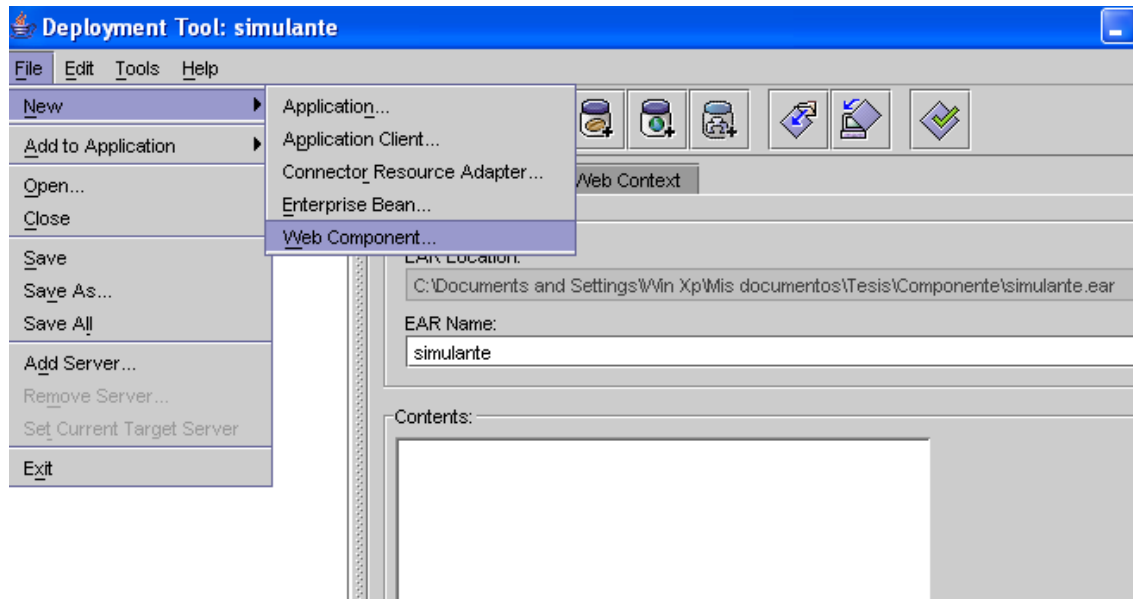 Deployment Tool: simulante
File Edit Tools Help
New
Add to Application
Open...
Close
Save
Save As...
Save All
Add Server...
Remove Server...
Set Current Target Server
Exit
Application...
Application Client...
Connector Resource Adapter...
Enterprise Bean...
Web Component...
Web Context
EAR Location:
C:\Documents and Settings\Win Xp\Mis documentos\Tesis\Componente\simulante.ear
EAR Name:
simulante
Contents: